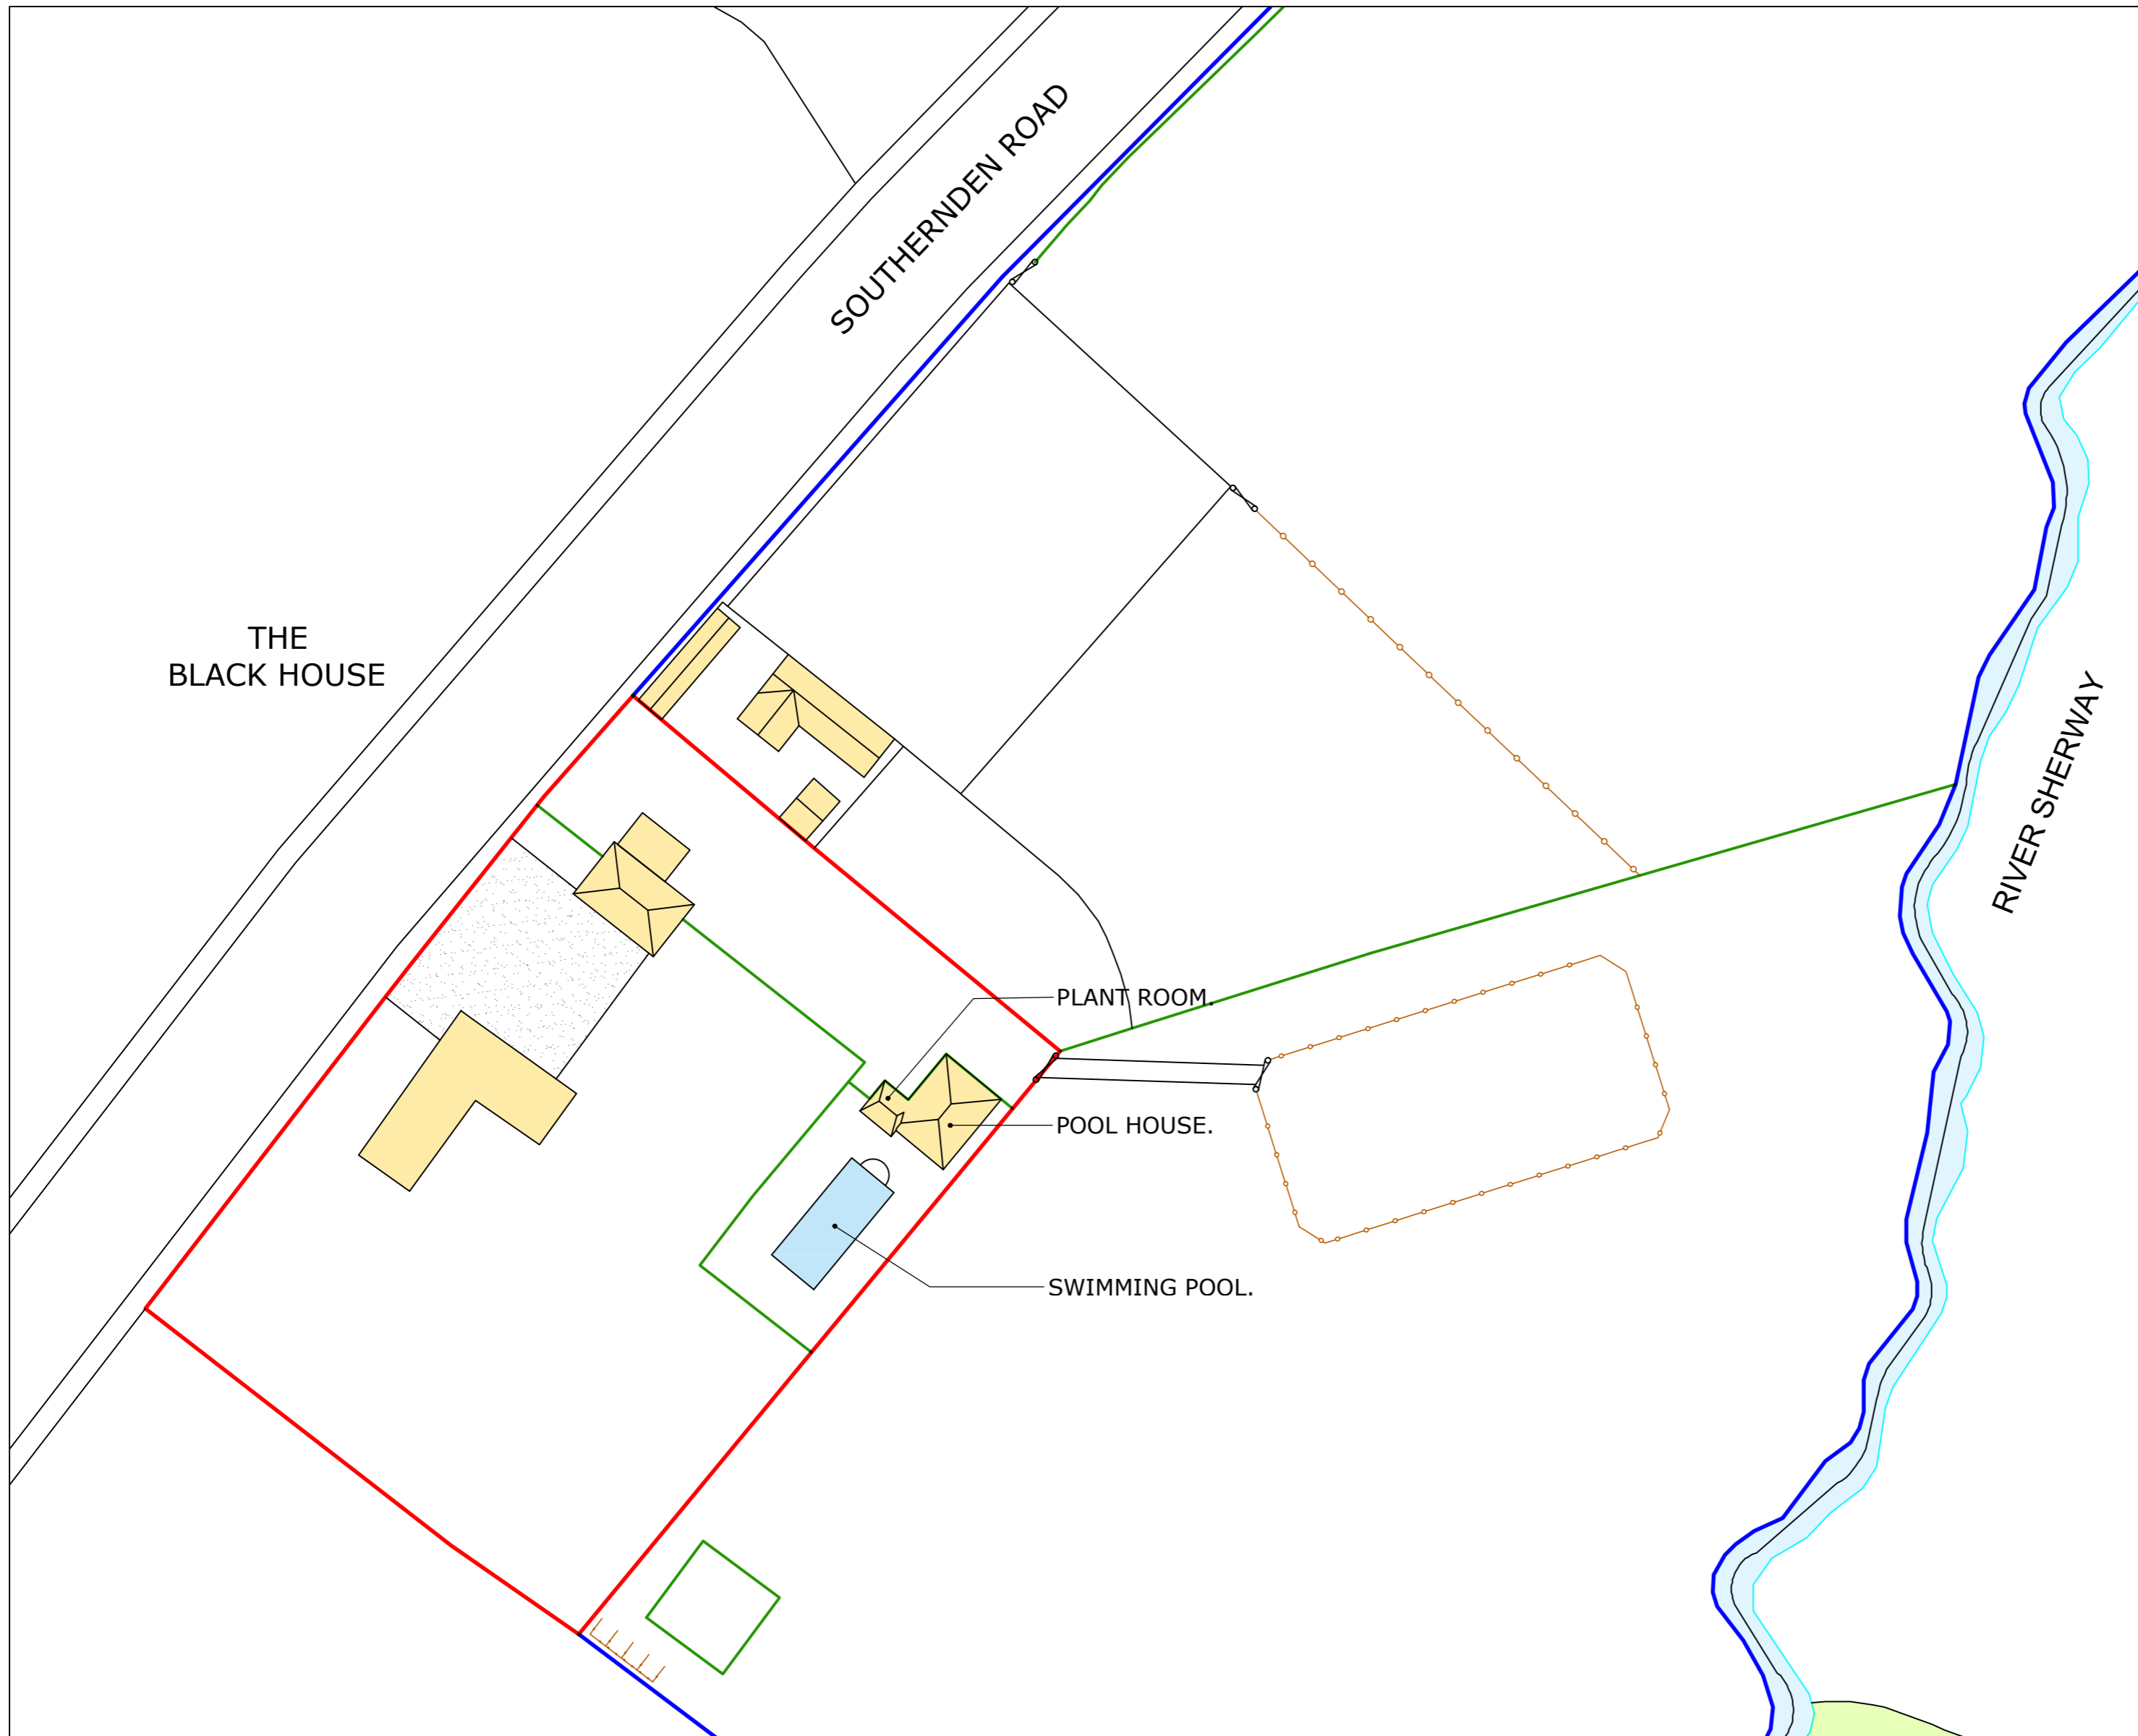 SOUTHERNDEN ROAD
THE
BLACK HOUSE
RIVER SHERWAY
PLANT ROOM.
POOL HOUSE.
SWIMMING POOL.